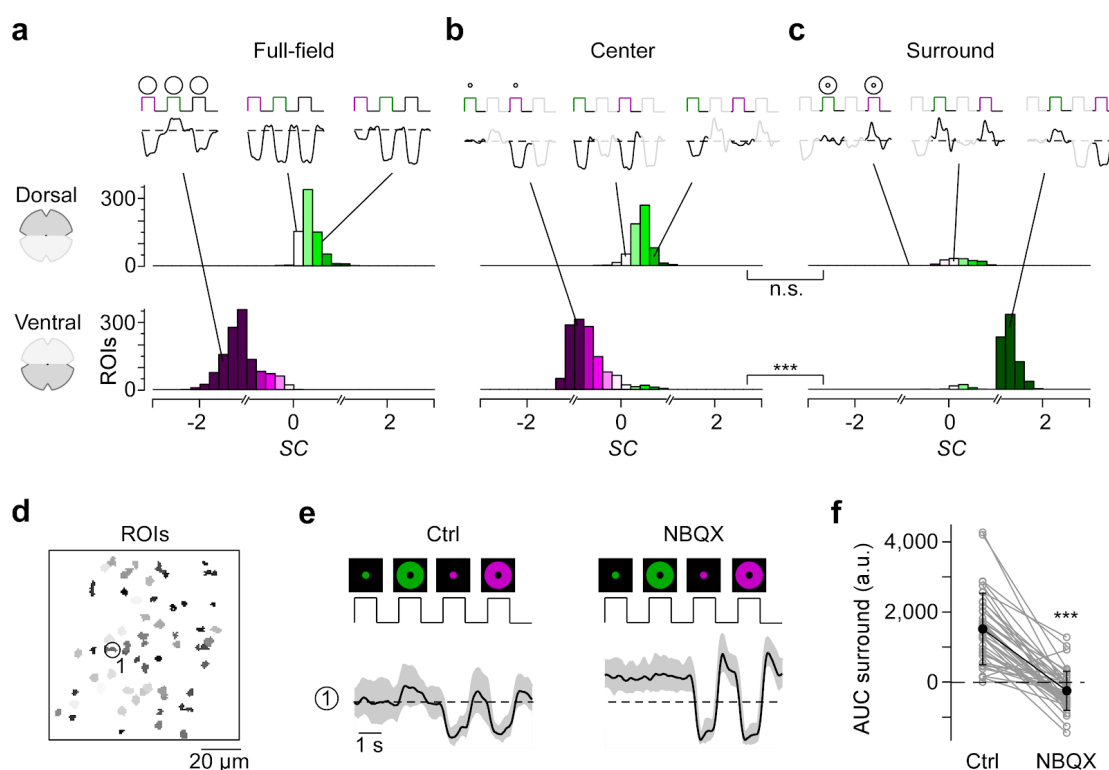 a
b
c
Full-field
Center
Surround
Dorsal
300
0
n.s.
Ventral
300
0
ROIs
***
-2 0 2
SC
-2 0 2
SC
-2 0 2
SC
d
e
f
ROIs
1
20 µm
Ctrl
NBQX
1
1 s
AUC surround (a.u.)
4,000
2,000
0
***
Ctrl NBQX